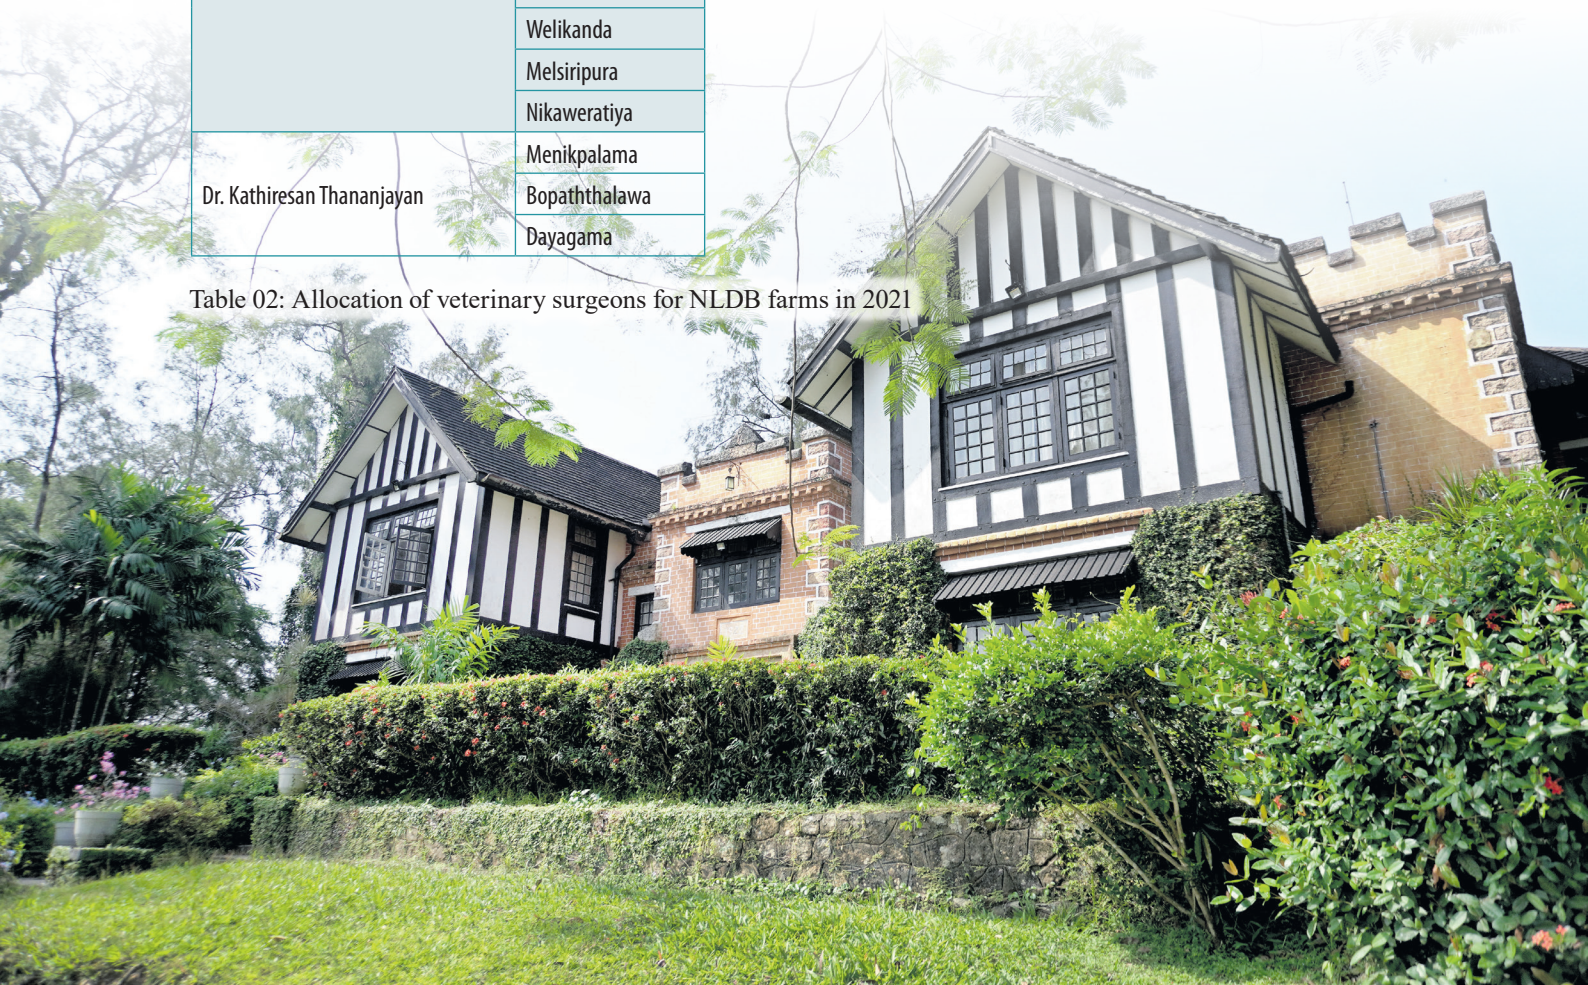 Welikanda
Melsiripura
Nikaweratiya
Menikpalama
Dr. Kathiresan Thananjayan
Bopaththalawa
Dayagama
Table 02: Allocation of veterinary surgeons for NLDB farms in 2021